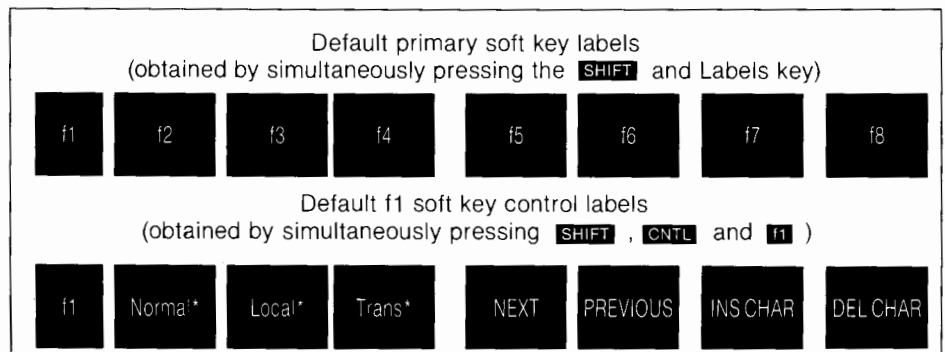 Default primary soft key labels
(obtained by simultaneously pressing the SHIFT and Labels key)
f1 f2 f3 f4 f5 f6 f7 f8
Default f1 soft key control labels
(obtained by simultaneously pressing SHIFT , CNTL and f1 )
f1 Normal* Local* Trans* NEXT PREVIOUS INS CHAR DEL CHAR